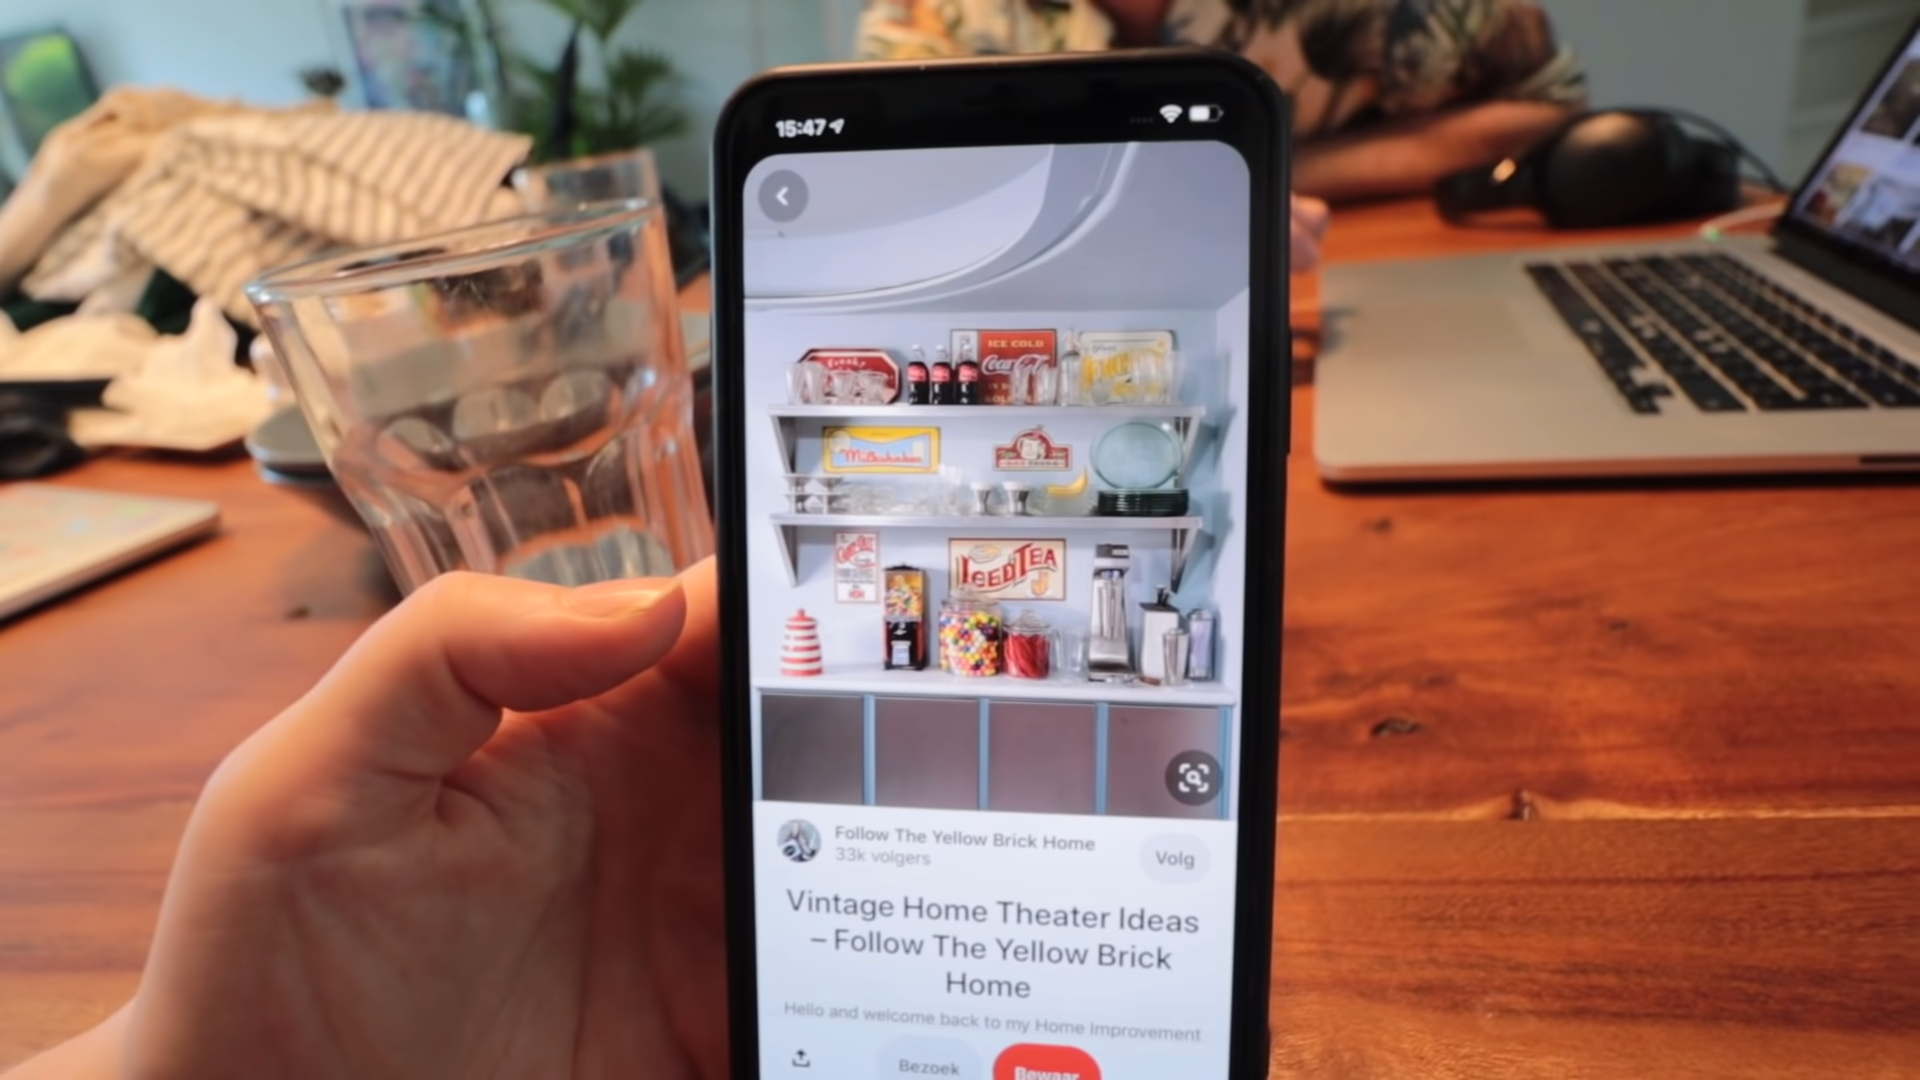 15:47
ICE COLD
Coca-Cola
Milkshakes
ICED TEA
Follow The Yellow Brick Home
33k volgers
Volg
Vintage Home Theater Ideas
– Follow The Yellow Brick
Home
Hello and welcome back to my Home Improvement
Bezoek
Bewaar